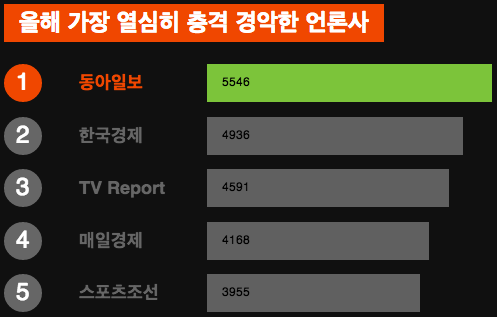 올해 가장 열심히 충격 경악한 언론사
1 동아일보 5546
2 한국경제 4936
3 TV Report 4591
4 매일경제 4168
5 스포츠조선 3955